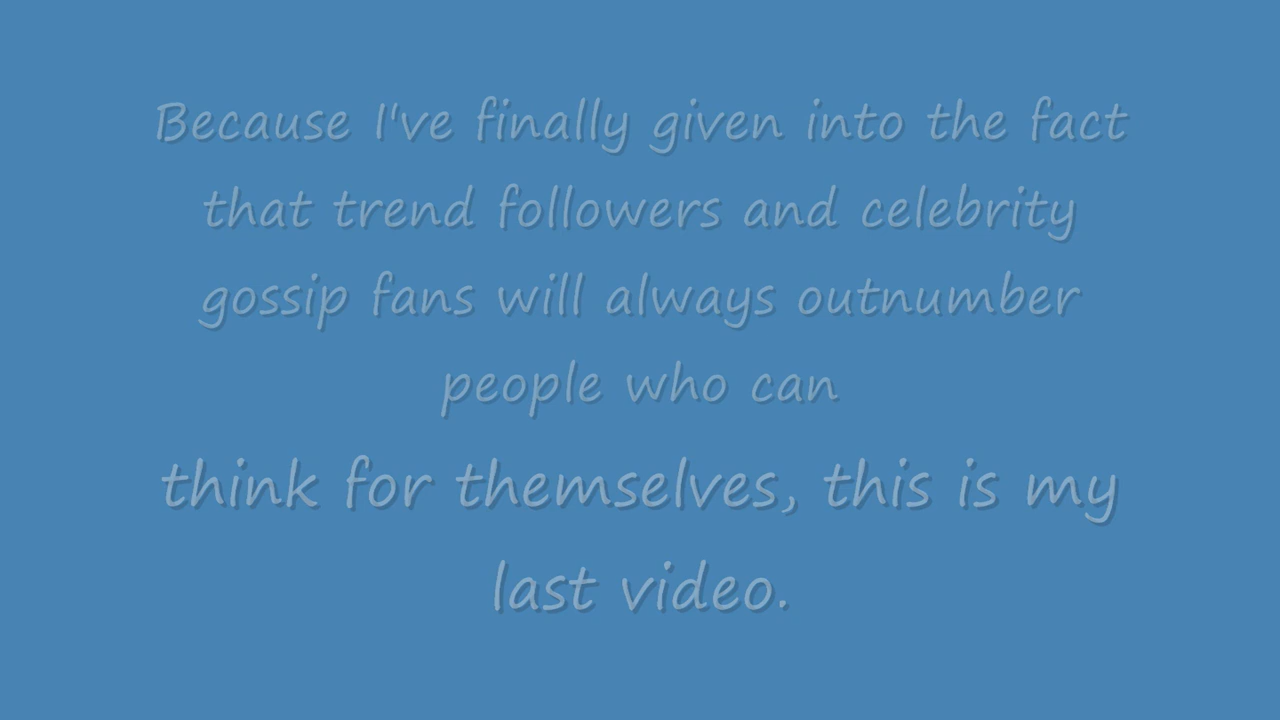 Because I've finally given into the fact
that trend followers and celebrity
gossip fans will always outnumber
people who can
think for themselves, this is my
last video.